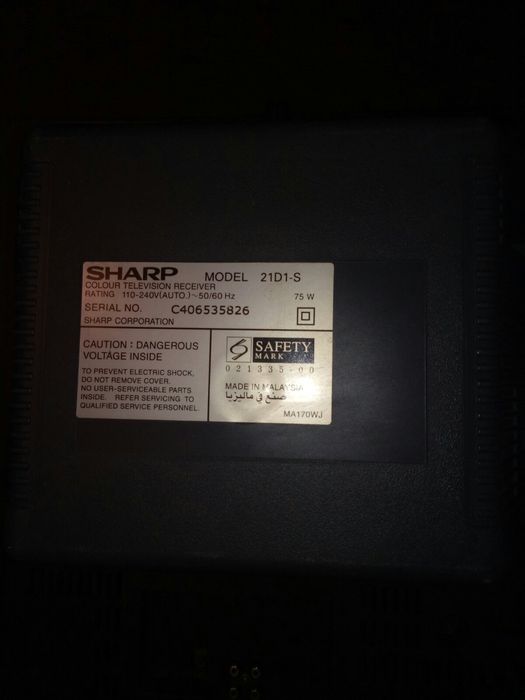 SHARP MODEL 21D1-S
COLOUR TELEVISION RECEIVER
RATING 110-240V(AUTO.)~50/60 Hz 75 W
SERIAL NO. C406535826
SHARP CORPORATION
CAUTION : DANGEROUS
VOLTAGE INSIDE
TO PREVENT ELECTRIC SHOCK,
DO NOT REMOVE COVER.
NO USER-SERVICEABLE PARTS
INSIDE. REFER SERVICING TO
QUALIFIED SERVICE PERSONNEL.
SAFETY
MARK
021335-00
MADE IN MALAYSIA
صنع في ماليزيا
MA170WJ